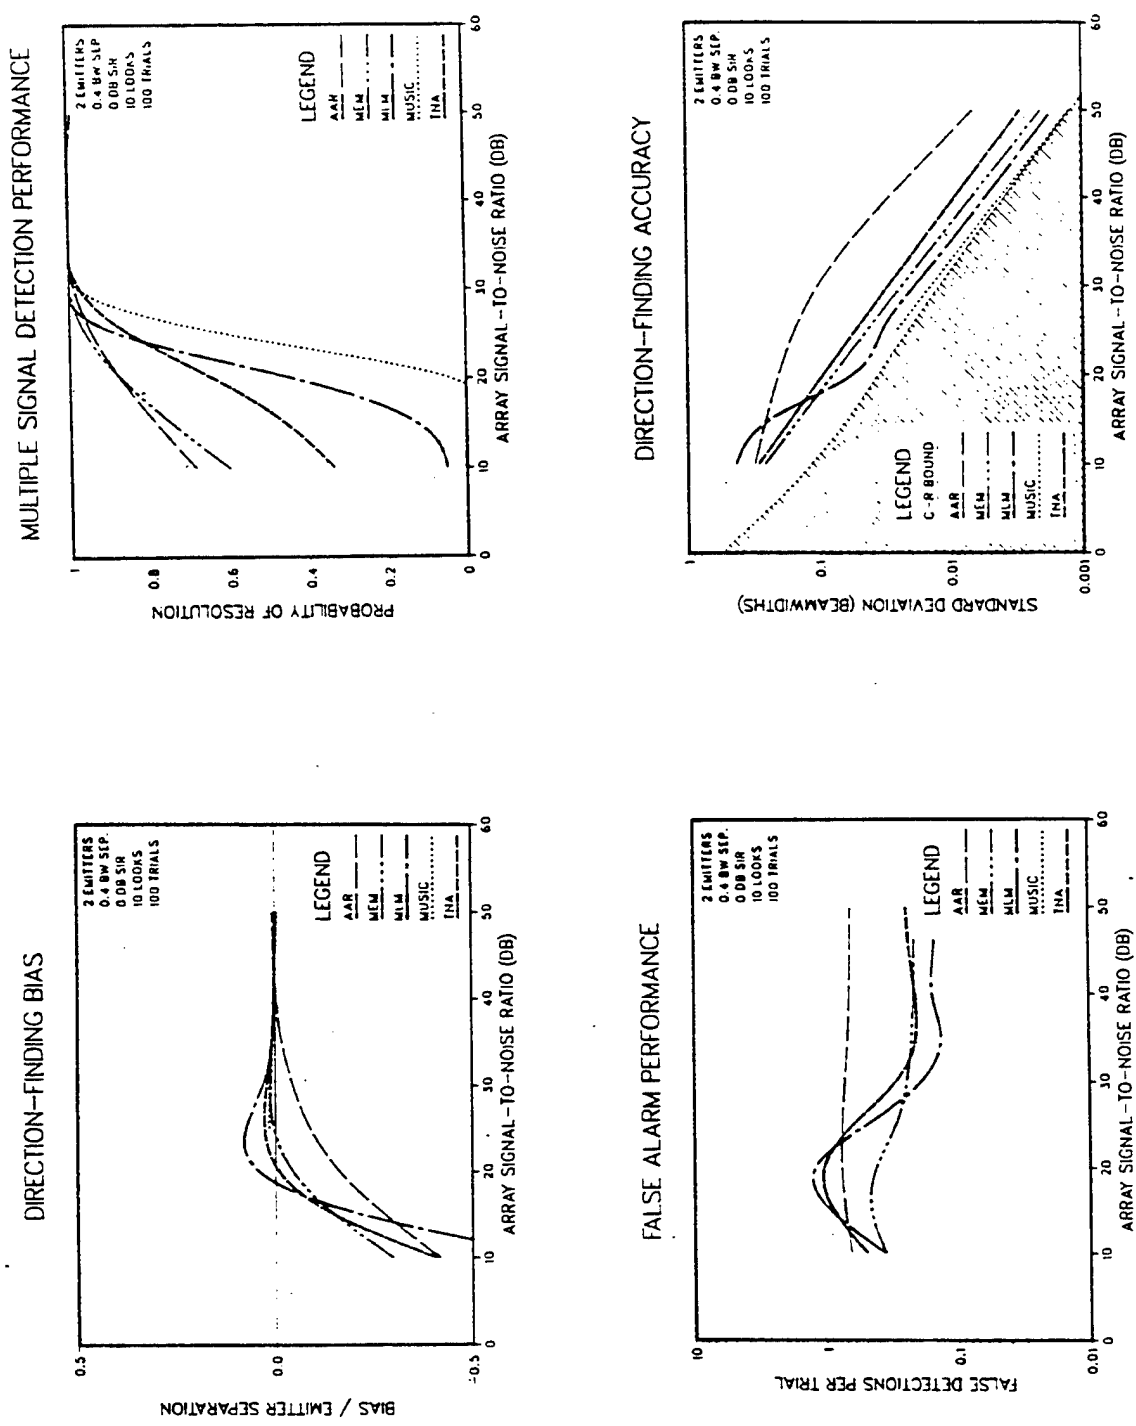 MULTIPLE SIGNAL DETECTION PERFORMANCE
2 EMITTERS
0.4 BW SEP
0 DB SIR
10 LOOKS
100 TRIALS
LEGEND
AAR
MEM
MLM
MUSIC
TNA
PROBABILITY OF RESOLUTION
1
0.8
0.6
0.4
0.2
0
0
10
20
30
40
50
60
ARRAY SIGNAL-TO-NOISE RATIO (DB)
DIRECTION-FINDING ACCURACY
2 EMITTERS
0.4 BW SEP.
0 DB SIR
10 LOOKS
100 TRIALS
LEGEND
C-R BOUND
AAR
MEM
MLM
MUSIC
TNA
STANDARD DEVIATION (BEAMWIDTHS)
1
0.1
0.01
0.001
0
10
20
30
40
50
60
ARRAY SIGNAL-TO-NOISE RATIO (DB)
DIRECTION-FINDING BIAS
2 EMITTERS
0.4 BW SEP.
0 DB SIR
10 LOOKS
100 TRIALS
LEGEND
AAR
MEM
MLM
MUSIC
TNA
BIAS / EMITTER SEPARATION
0.5
0.0
-0.5
0
10
20
30
40
50
60
ARRAY SIGNAL-TO-NOISE RATIO (DB)
FALSE ALARM PERFORMANCE
2 EMITTERS
0.4 BW SEP.
0 DB SIR
10 LOOKS
100 TRIALS
LEGEND
AAR
MEM
MLM
MUSIC
TNA
FALSE DETECTIONS PER TRIAL
10
1
0.1
0.01
0
10
20
30
40
50
60
ARRAY SIGNAL-TO-NOISE RATIO (DB)